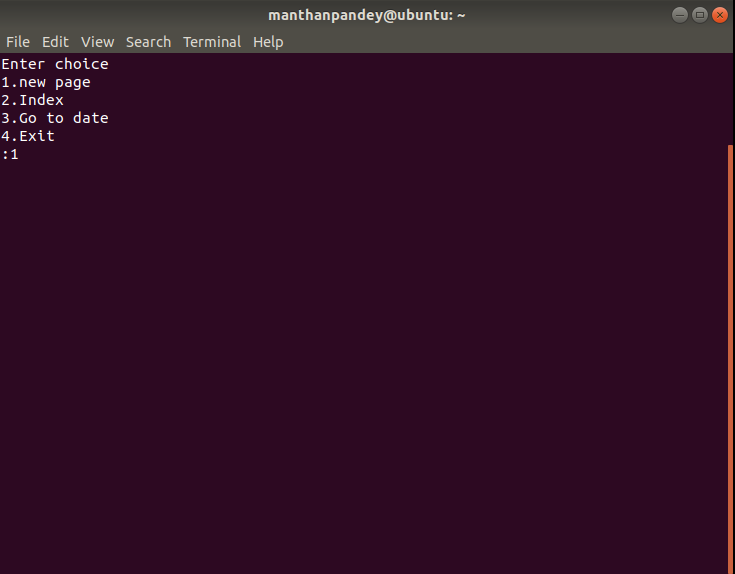 manthanpandey@ubuntu: ~
File Edit View Search Terminal Help
Enter choice
1.new page
2.Index
3.Go to date
4.Exit
:1